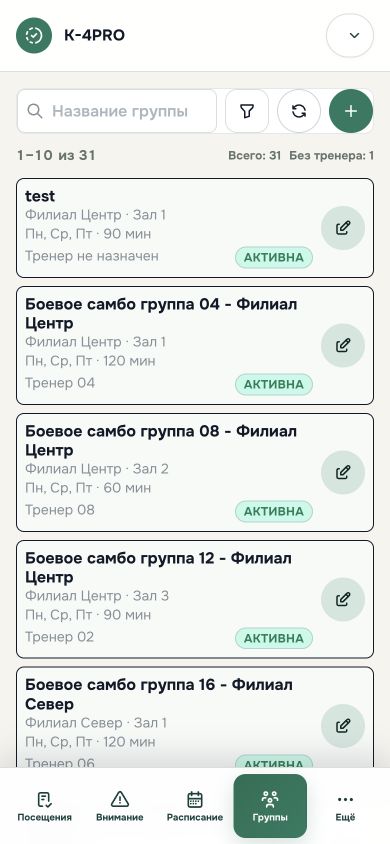 K-4PRO
Название группы
1–10 из 31
Всего: 31 Без тренера: 1
test
Филиал Центр · Зал 1
Пн, Ср, Пт · 90 мин
Тренер не назначен
АКТИВНА
Боевое самбо группа 04 - Филиал
Центр
Филиал Центр · Зал 1
Пн, Ср, Пт · 120 мин
Тренер 04
АКТИВНА
Боевое самбо группа 08 - Филиал
Центр
Филиал Центр · Зал 2
Пн, Ср, Пт · 60 мин
Тренер 08
АКТИВНА
Боевое самбо группа 12 - Филиал
Центр
Филиал Центр · Зал 3
Пн, Ср, Пт · 90 мин
Тренер 02
АКТИВНА
Боевое самбо группа 16 - Филиал
Север
Филиал Север · Зал 1
Пн, Ср, Пт · 120 мин
Тренер 06
АКТИВНА
Посещения
Внимание
Расписание
Группы
Ещё